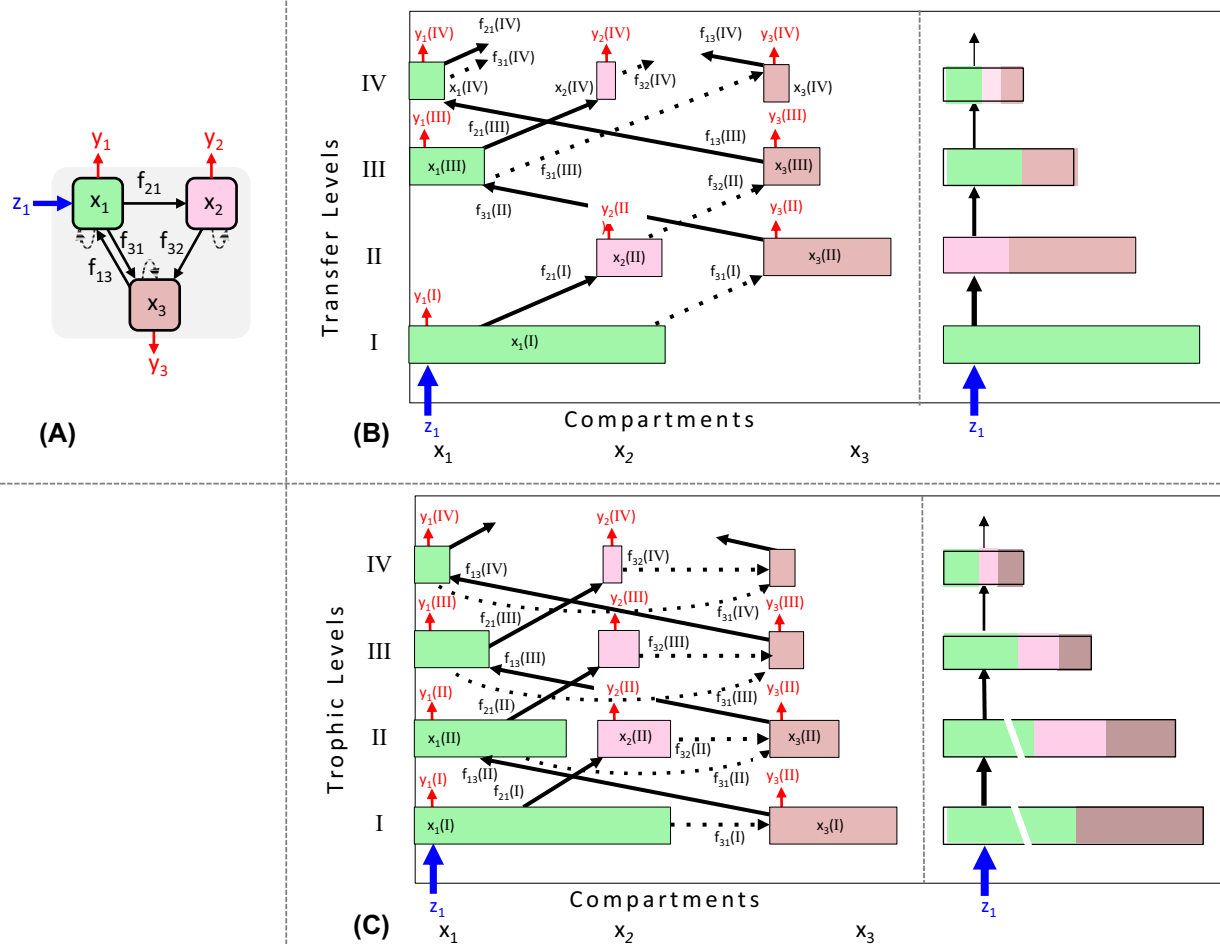 y1
y2
z1
x1
f21
x2
f31
f32
f13
x3
y3
(A)
Transfer Levels
y1(IV)
f21(IV)
f31(IV)
y2(IV)
f13(IV)
y3(IV)
IV
x1(IV)
x2(IV)
f32(IV)
x3(IV)
y1(III)
f21(III)
f13(III)
y3(III)
III
x1(III)
f31(III)
x3(III)
f32(II)
f31(II)
y2(II
)
y3(II)
II
x2(II)
x3(II)
f21(I)
f31(I)
y1(I)
I
x1(I)
Compartments
(B)
z1
z1
x1
x2
x3
Trophic Levels
y1(IV)
y2(IV)
IV
f32(IV)
f13(IV)
y1(III)
y2(III)
y3(III)
f21(III)
f31(IV)
III
f32(III)
f13(III)
y1(II)
y2(II)
y3(II)
f21(II)
f31(III)
II
x1(II)
x2(II)
x3(II)
f32(II)
f13(II)
f31(II)
y1(I)
f21(I)
y3(II)
I
x1(I)
x3(I)
f31(I)
Compartments
(C)
z1
z1
x1
x2
x3